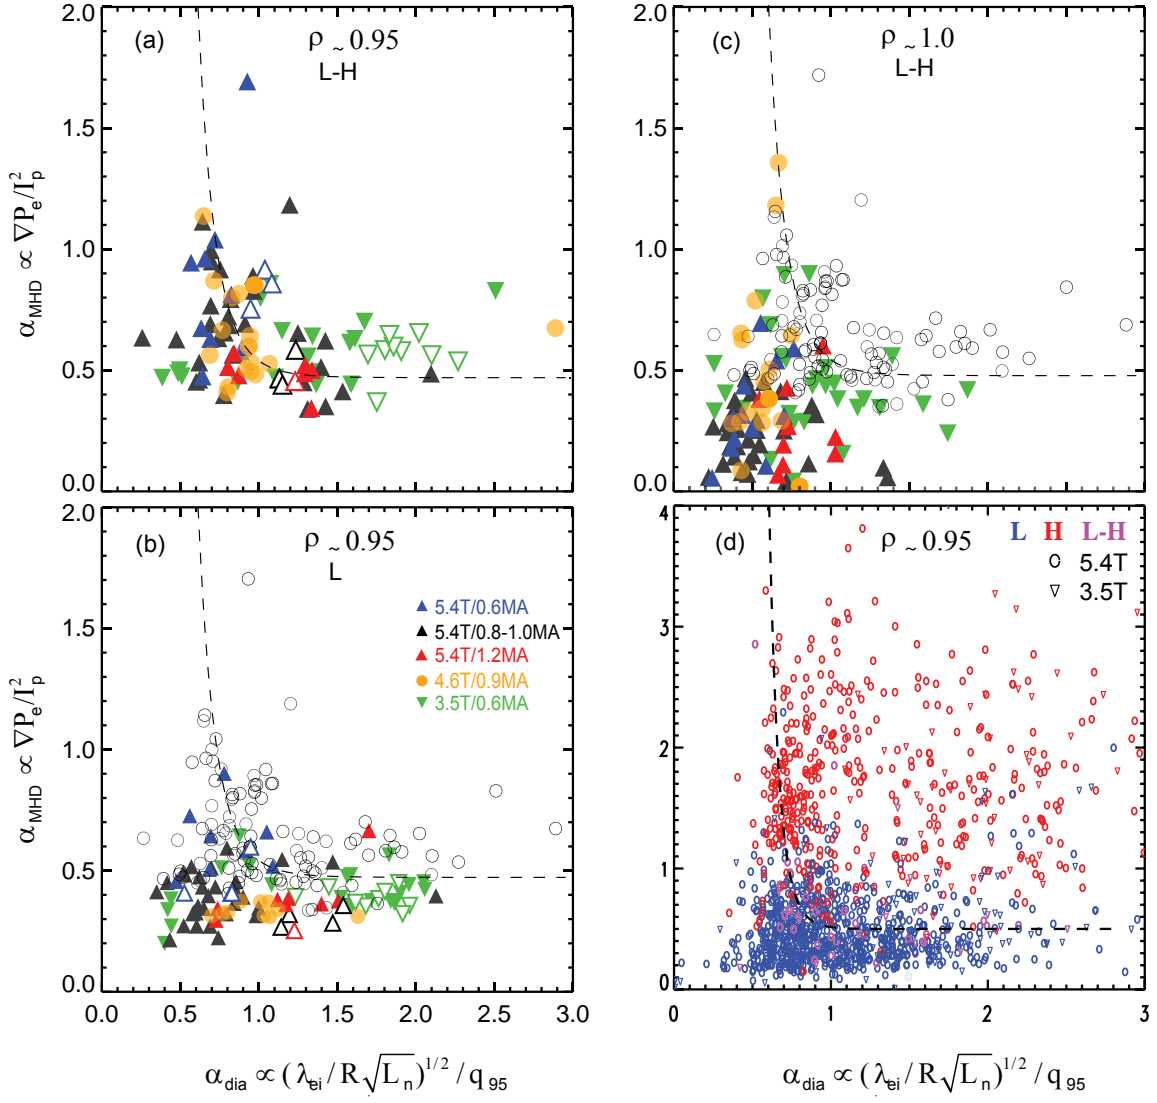 2.0
1.5
1.0
0.5
0.0
(a)
ρ ~ 0.95
L-H
α_MHD ∝ ∇P_e/I_p^2
2.0
1.5
1.0
0.5
0.0
(c)
ρ ~ 1.0
L-H
2.0
1.5
1.0
0.5
0.0
(b)
ρ ~ 0.95
L
5.4T/0.6MA
5.4T/0.8-1.0MA
5.4T/1.2MA
4.6T/0.9MA
3.5T/0.6MA
α_MHD ∝ ∇P_e/I_p^2
0.0 0.5 1.0 1.5 2.0 2.5 3.0
α_dia ∝ (λ_ei / R√L_n)^1/2 / q_95
4
3
2
1
0
(d)
ρ ~ 0.95
L H L-H
5.4T
3.5T
0 1 2 3
α_dia ∝ (λ_ei / R√L_n)^1/2 / q_95